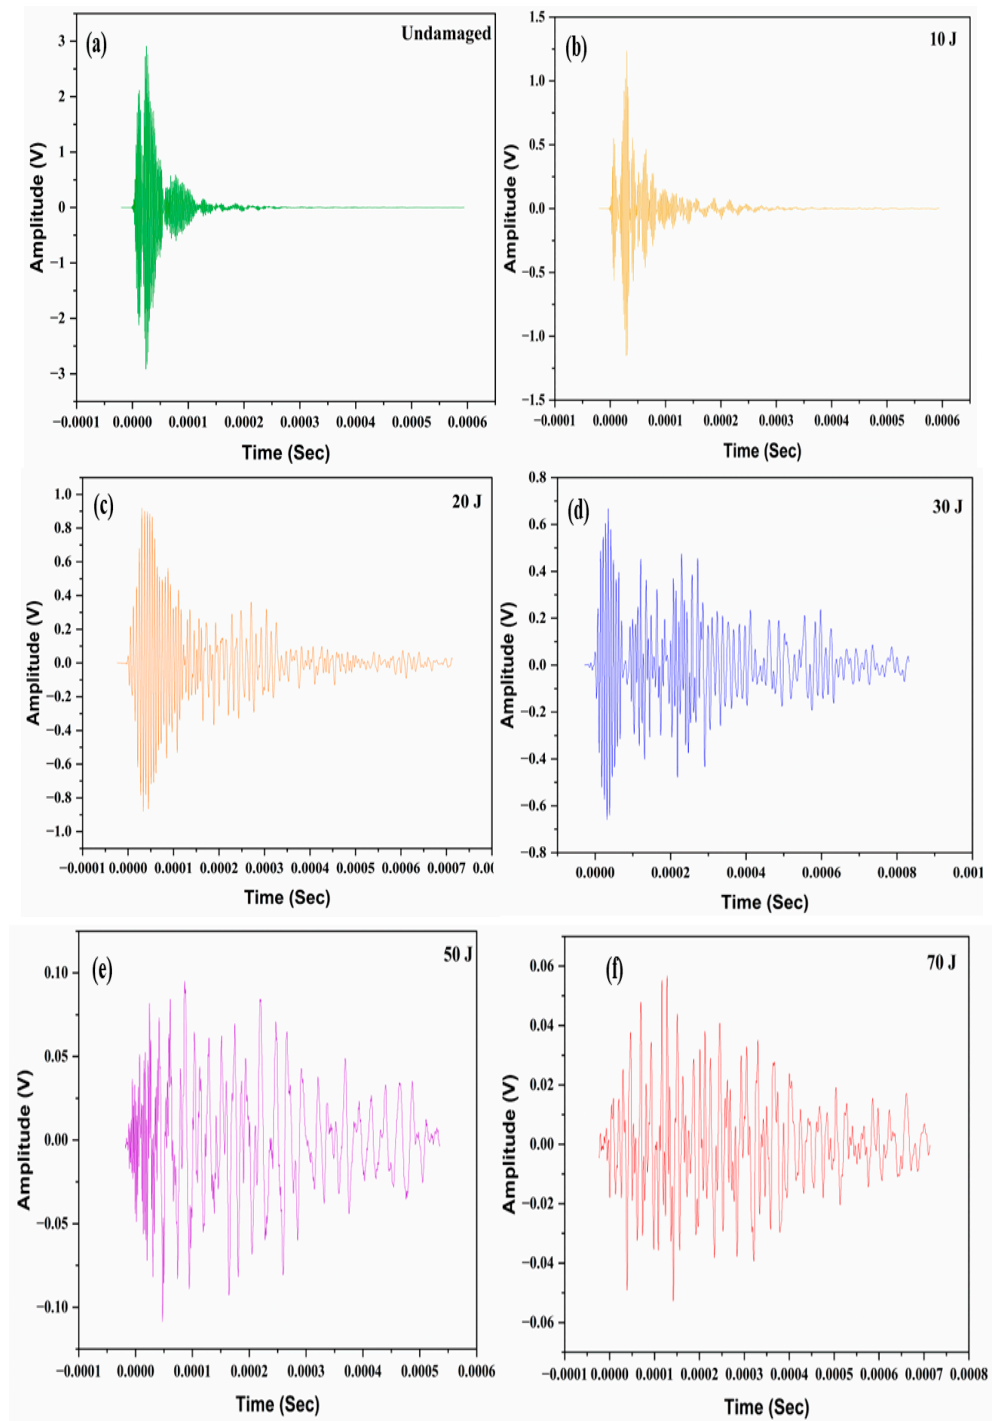 (a)
Undamaged
Amplitude (V)
3
2
1
0
−1
−2
−3
−0.0001 0.0000 0.0001 0.0002 0.0003 0.0004 0.0005 0.0006
Time (Sec)
(b)
10 J
Amplitude (V)
1.5
1.0
0.5
0.0
−0.5
−1.0
−1.5
−0.0001 0.0000 0.0001 0.0002 0.0003 0.0004 0.0005 0.0006
Time (Sec)
(c)
20 J
Amplitude (V)
1.0
0.8
0.6
0.4
0.2
0.0
−0.2
−0.4
−0.6
−0.8
−1.0
−0.0001 0.0000 0.0001 0.0002 0.0003 0.0004 0.0005 0.0006 0.0007 0.00
Time (Sec)
(d)
30 J
Amplitude (V)
0.8
0.6
0.4
0.2
0.0
−0.2
−0.4
−0.6
−0.8
0.0000 0.0002 0.0004 0.0006 0.0008 0.001
Time (Sec)
(e)
50 J
Amplitude (V)
0.10
0.05
0.00
−0.05
−0.10
−0.0001 0.0000 0.0001 0.0002 0.0003 0.0004 0.0005 0.0006
Time (Sec)
(f)
70 J
Amplitude (V)
0.06
0.04
0.02
0.00
−0.02
−0.04
−0.06
−0.0001 0.0000 0.0001 0.0002 0.0003 0.0004 0.0005 0.0006 0.0007 0.0008
Time (Sec)